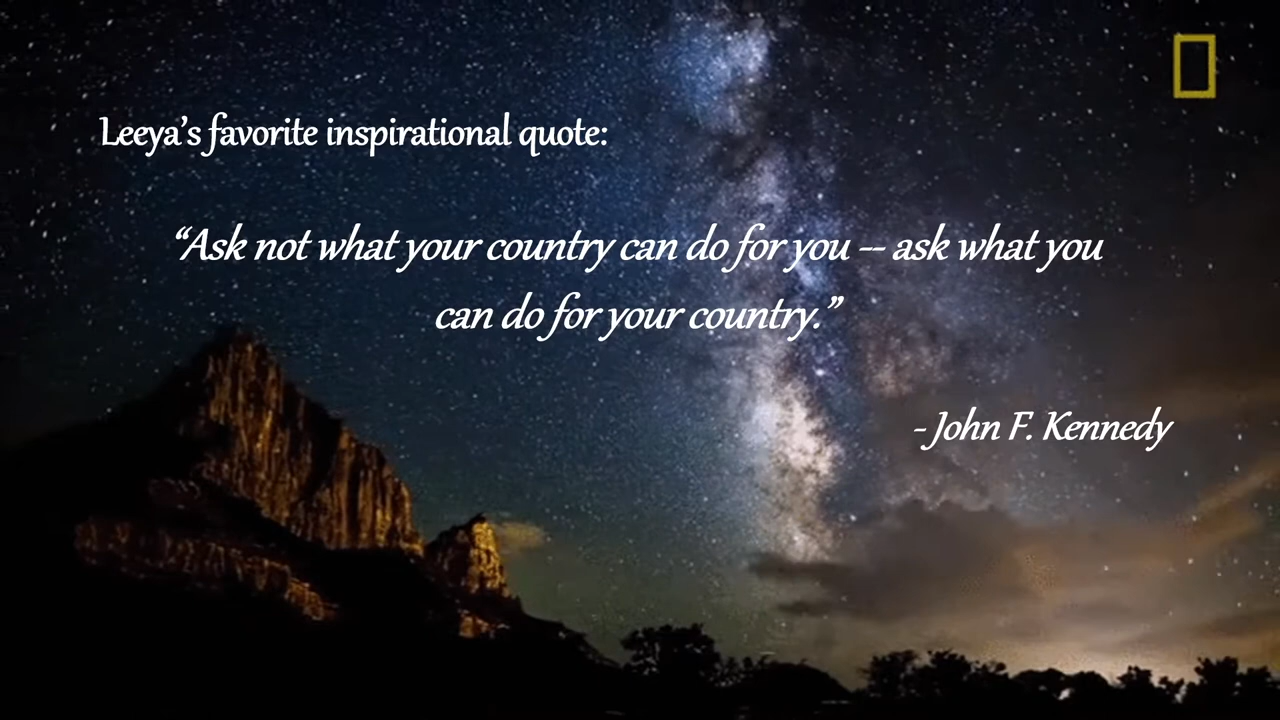 Leeya’s favorite inspirational quote:
“Ask not what your country can do for you -- ask what you
can do for your country.”
- John F. Kennedy